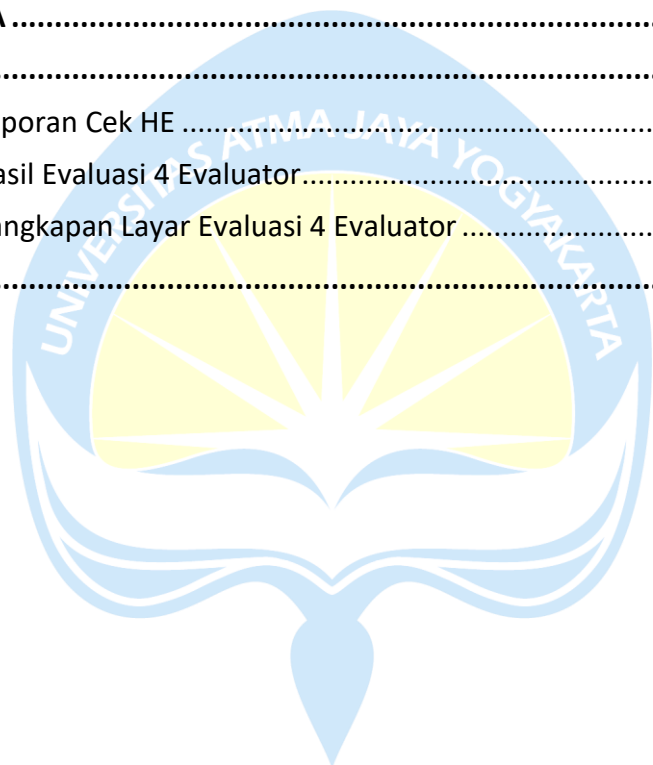 A ........................................................................
........................................................................
poran Cek HE ........................................................
asil Evaluasi 4 Evaluator..........................................
angkapan Layar Evaluasi 4 Evaluator ......................
........................................................................
UNIVERSITAS ATMA JAYA YOGYAKARTA